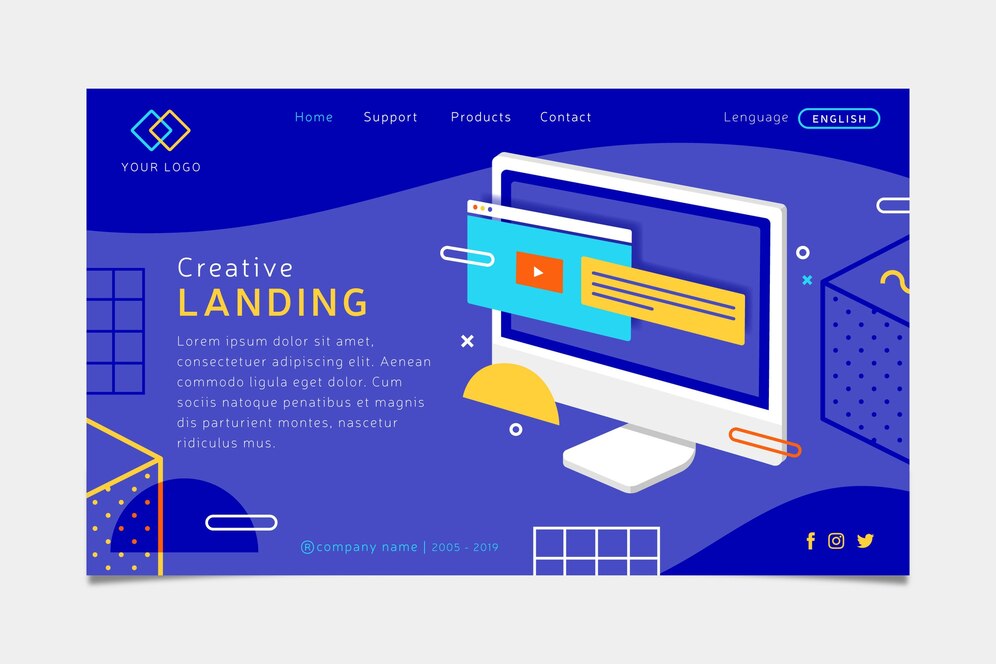 Home Support Products Contact Lenguage ENGLISH
YOUR LOGO
Creative
LANDING
Lorem ipsum dolor sit amet,
consectetuer adipiscing elit. Aenean
commodo ligula eget dolor. Cum
sociis natoque penatibus et magnis
dis parturient montes, nascetur
ridiculus mus.
®company name | 2005 - 2019